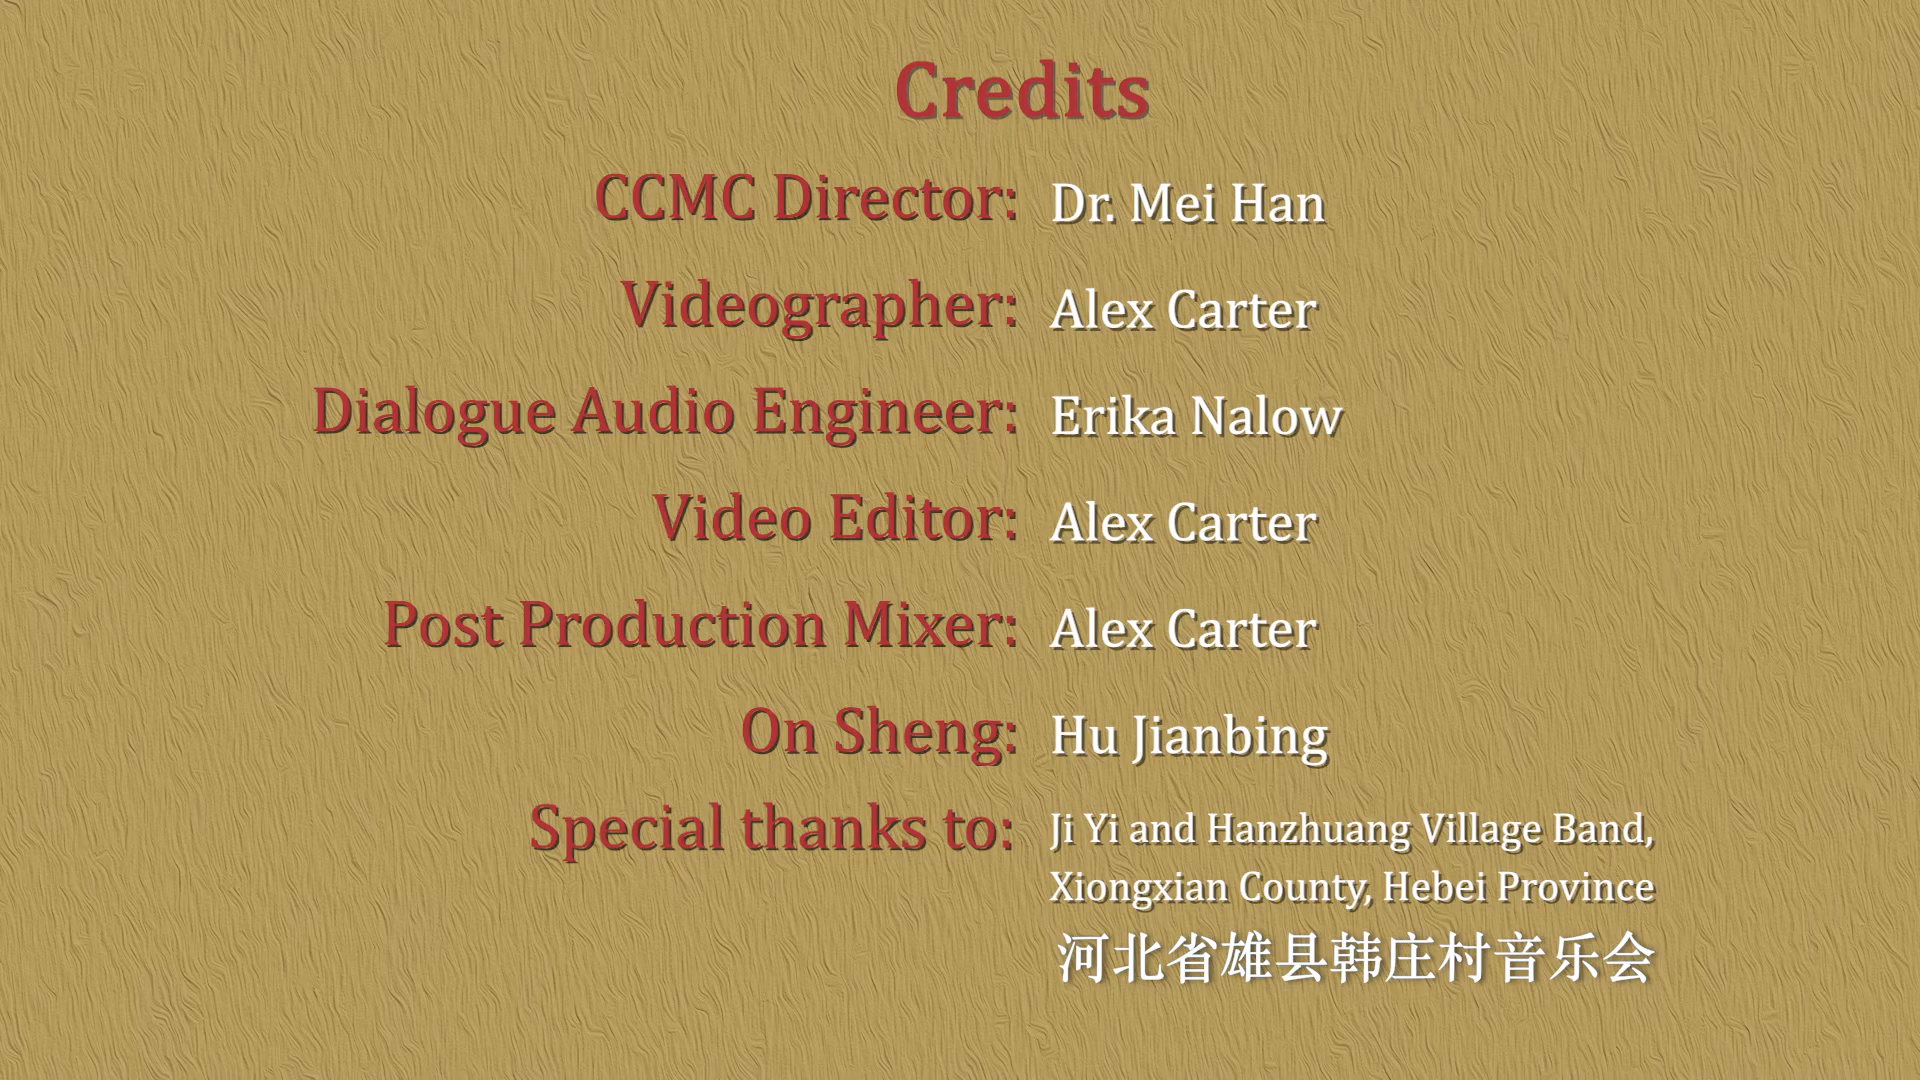 Credits
CCMC Director: Dr. Mei Han
Videographer: Alex Carter
Dialogue Audio Engineer: Erika Nalow
Video Editor: Alex Carter
Post Production Mixer: Alex Carter
On Sheng: Hu Jianbing
Special thanks to: Ji Yi and Hanzhuang Village Band,
Xiongxian County, Hebei Province
河北省雄县韩庄村音乐会